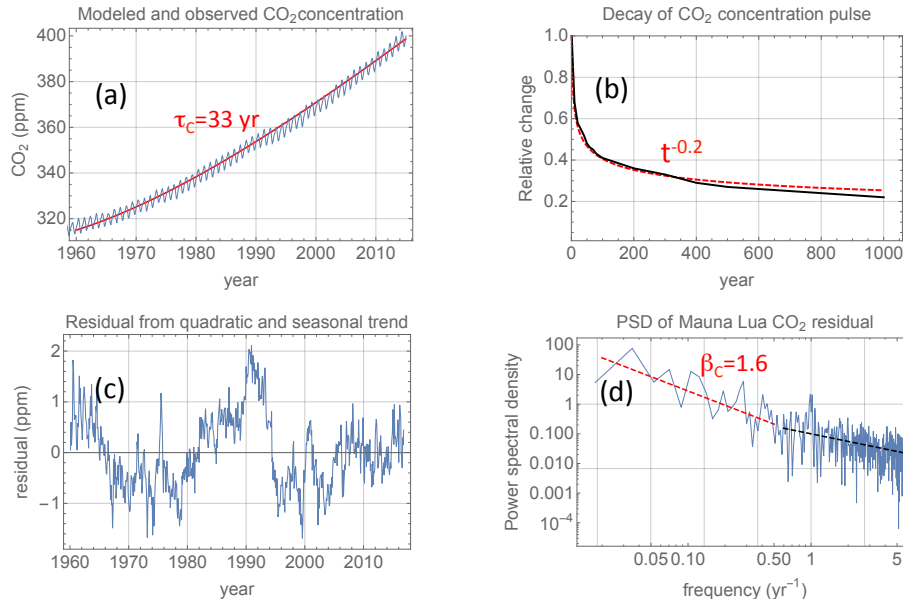 Modeled and observed CO₂ concentration
400
380
360
340
320
CO₂ (ppm)
(a)
τC=33 yr
1960 1970 1980 1990 2000 2010
year
Decay of CO₂ concentration pulse
1.0
0.8
0.6
0.4
0.2
Relative change
(b)
t⁻⁰·²
0 200 400 600 800 1000
year
Residual from quadratic and seasonal trend
2
1
0
−1
residual (ppm)
(c)
1960 1970 1980 1990 2000 2010
year
PSD of Mauna Lua CO₂ residual
100
10
1
0.100
0.010
0.001
10⁻⁴
Power spectral density
(d)
βC=1.6
0.05 0.10 0.50 1 5
frequency (yr⁻¹)